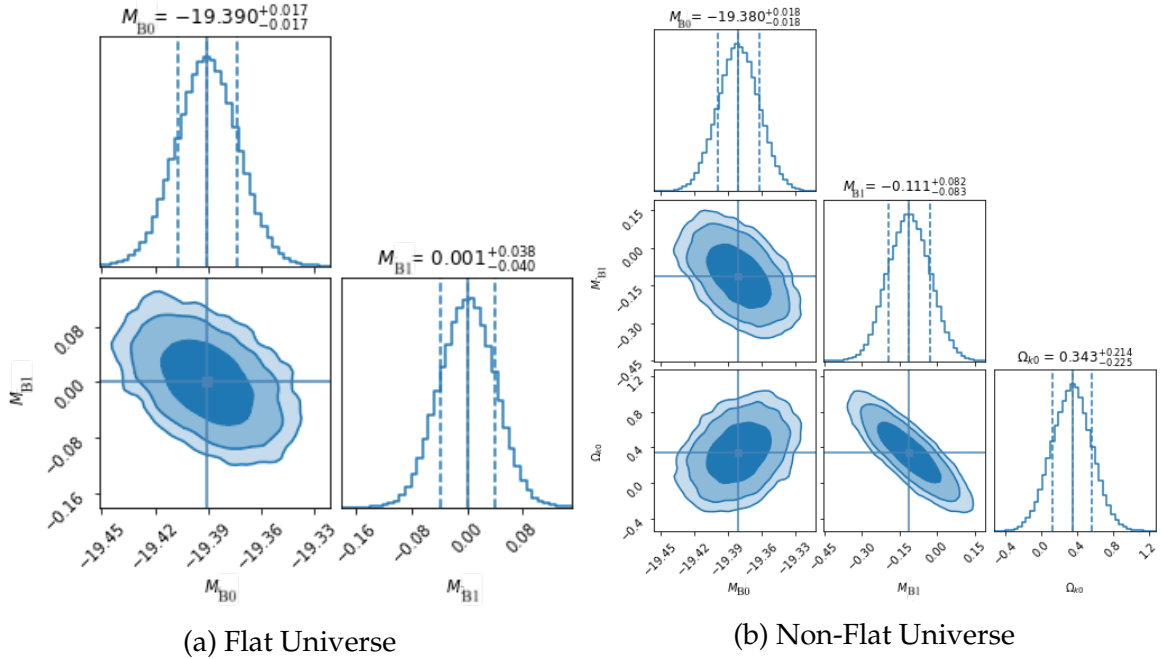 M_B0 = −19.390^{+0.017}_{−0.017}
M_B1 = 0.001^{+0.038}_{−0.040}
M_B1
0.08
0.00
−0.08
−0.16
−19.45
−19.42
−19.39
−19.36
−19.33
M_B0
−0.16
−0.08
0.00
0.08
M_B1
(a) Flat Universe
M_B0 = −19.380^{+0.018}_{−0.018}
M_B1 = −0.111^{+0.082}_{−0.083}
Ω_k0 = 0.343^{+0.214}_{−0.225}
M_B1
0.15
0.00
−0.15
−0.30
−0.45
Ω_k0
1.2
0.8
0.4
0.0
−0.4
−19.45
−19.42
−19.39
−19.36
−19.33
M_B0
−0.45
−0.30
−0.15
0.00
0.15
M_B1
−0.4
0.0
0.4
0.8
1.2
Ω_k0
(b) Non-Flat Universe